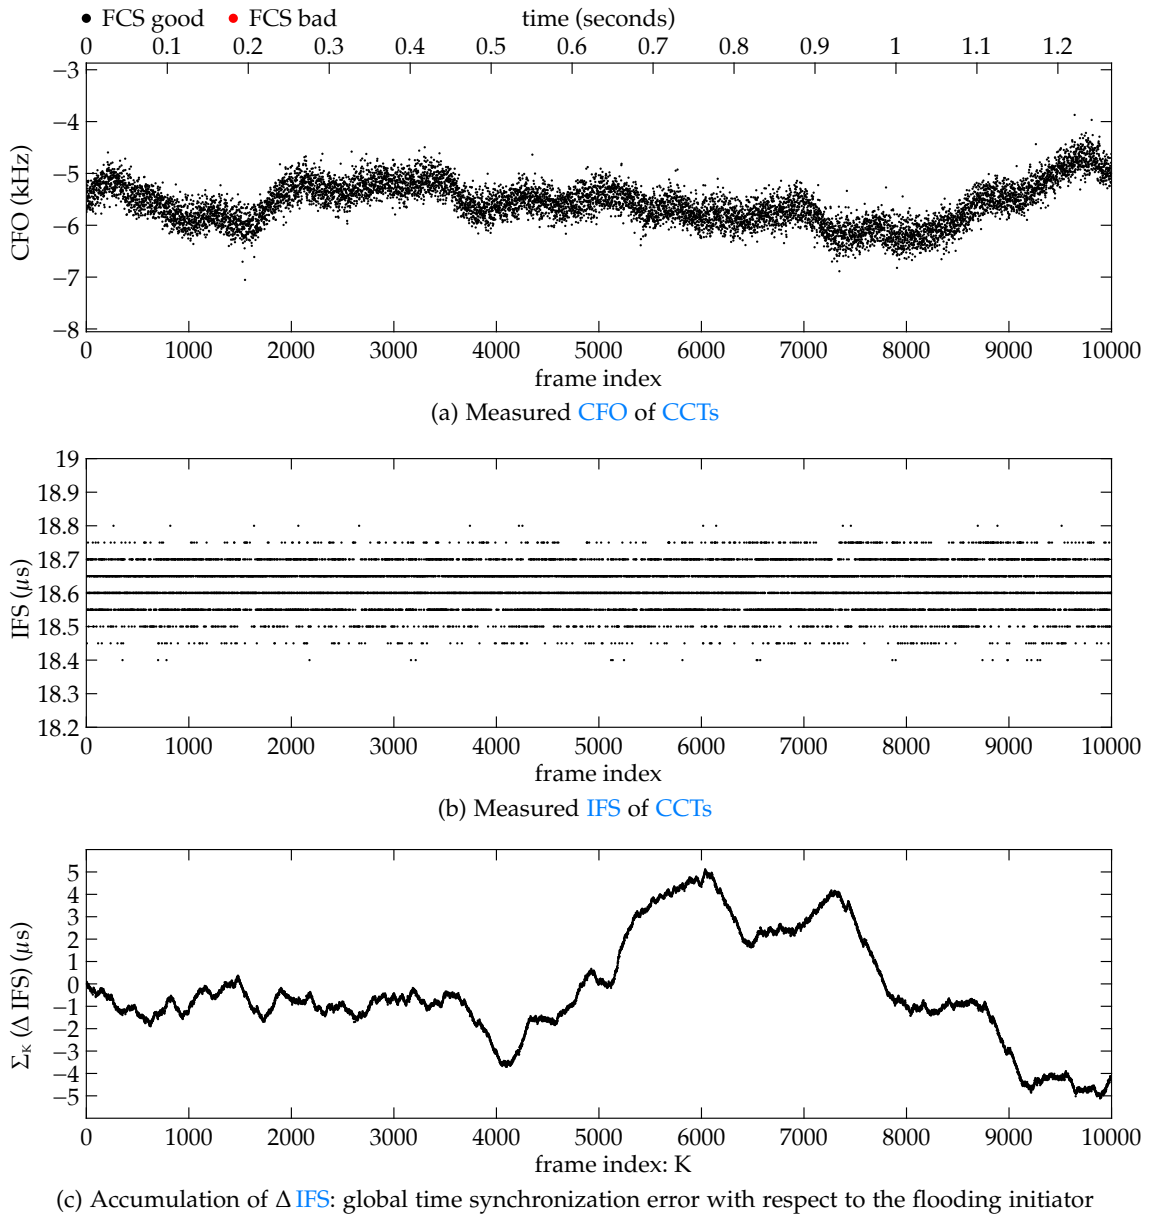 FCS good FCS bad time (seconds)
0 0.1 0.2 0.3 0.4 0.5 0.6 0.7 0.8 0.9 1 1.1 1.2
CFO (kHz)
−3
−4
−5
−6
−7
−8
0 1000 2000 3000 4000 5000 6000 7000 8000 9000 10000
frame index
(a) Measured CFO of CCTs
IFS (μs)
19
18.9
18.8
18.7
18.6
18.5
18.4
18.3
18.2
0 1000 2000 3000 4000 5000 6000 7000 8000 9000 10000
frame index
(b) Measured IFS of CCTs
Σ_K (Δ IFS) (μs)
5
4
3
2
1
0
−1
−2
−3
−4
−5
0 1000 2000 3000 4000 5000 6000 7000 8000 9000 10000
frame index: K
(c) Accumulation of Δ IFS: global time synchronization error with respect to the flooding initiator